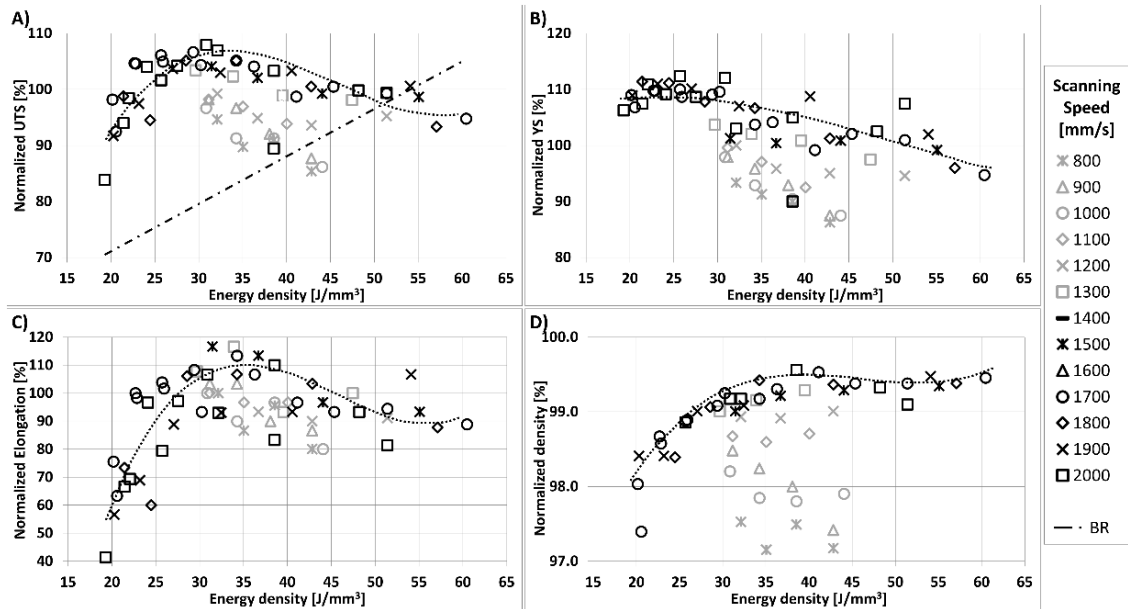 A)
Normalized UTS [%]
110
100
90
80
70
15 20 25 30 35 40 45 50 55 60 65
Energy density [J/mm³]
B)
Normalized YS [%]
120
110
100
90
80
15 20 25 30 35 40 45 50 55 60 65
Energy density [J/mm³]
C)
Normalized Elongation [%]
120
110
100
90
80
70
60
50
40
15 20 25 30 35 40 45 50 55 60 65
Energy density [J/mm³]
D)
Normalized density [%]
100.0
99.0
98.0
97.0
15 20 25 30 35 40 45 50 55 60 65
Energy density [J/mm³]
Scanning
Speed
[mm/s]
800
900
1000
1100
1200
1300
1400
1500
1600
1700
1800
1900
2000
BR